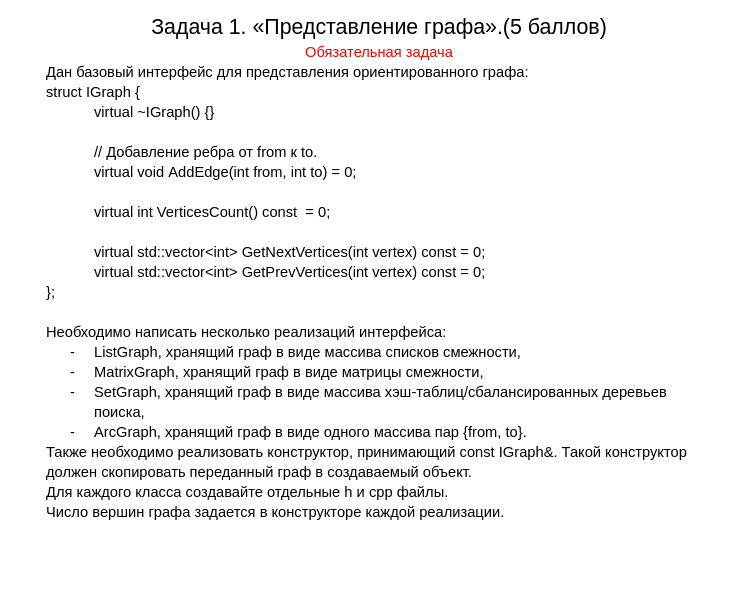 Задача 1. «Представление графа».(5 баллов)
Обязательная задача
Дан базовый интерфейс для представления ориентированного графа:
struct IGraph {
virtual ~IGraph() {}
// Добавление ребра от from к to.
virtual void AddEdge(int from, int to) = 0;
virtual int VerticesCount() const  = 0;
virtual std::vector<int> GetNextVertices(int vertex) const = 0;
virtual std::vector<int> GetPrevVertices(int vertex) const = 0;
};
Необходимо написать несколько реализаций интерфейса:
- ListGraph, хранящий граф в виде массива списков смежности,
- MatrixGraph, хранящий граф в виде матрицы смежности,
- SetGraph, хранящий граф в виде массива хэш-таблиц/сбалансированных деревьев
поиска,
- ArcGraph, хранящий граф в виде одного массива пар {from, to}.
Также необходимо реализовать конструктор, принимающий const IGraph&. Такой конструктор
должен скопировать переданный граф в создаваемый объект.
Для каждого класса создавайте отдельные h и cpp файлы.
Число вершин графа задается в конструкторе каждой реализации.